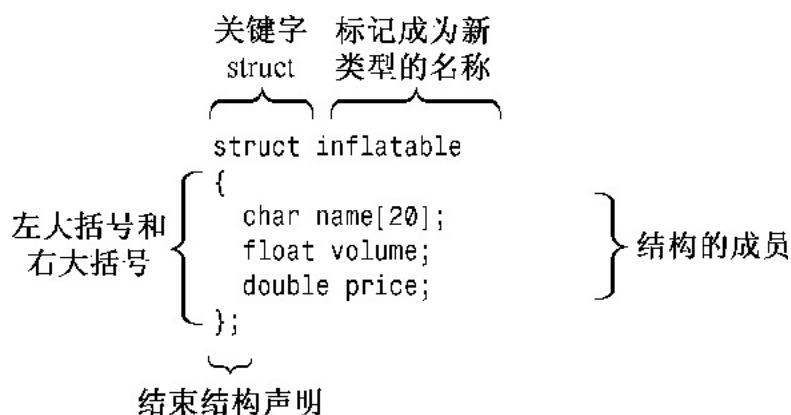 关键字
struct
标记成为新
类型的名称
struct inflatable
{
char name[20];
float volume;
double price;
};
左大括号和
右大括号
结构的成员
结束结构声明